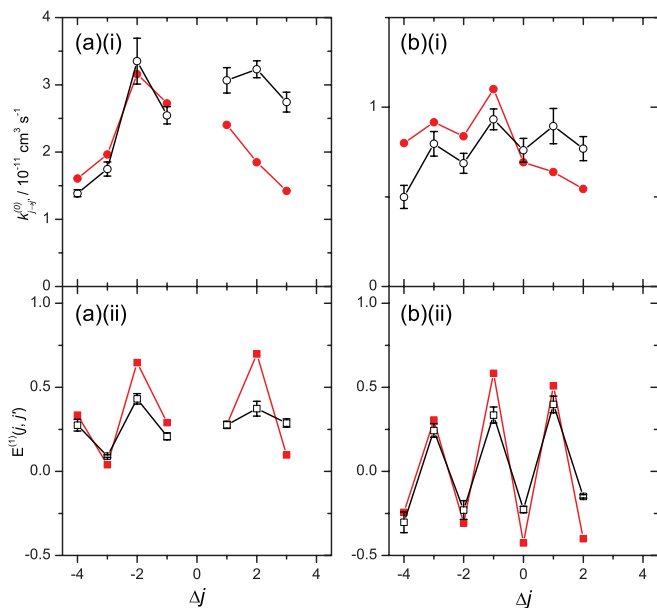 (a)(i)
(b)(i)
4
3
2
1
0
1
0
k^{(0)}_{j→j'} / 10^{-11} cm^3 s^{-1}
(a)(ii)
(b)(ii)
1.0
0.5
0.0
-0.5
1.0
0.5
0.0
-0.5
E^{(1)}(j, j')
-4 -2 0 2 4
-4 -2 0 2 4
Δj
Δj